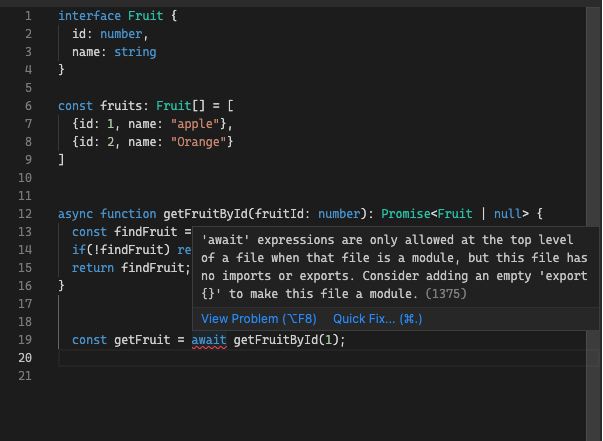 1 interface Fruit {
2 id: number,
3 name: string
4 }
5
6 const fruits: Fruit[] = [
7 {id: 1, name: "apple"},
8 {id: 2, name: "Orange"}
9 ]
10
11
12 async function getFruitById(fruitId: number): Promise<Fruit | null> {
13 const findFruit =
14 if(!findFruit) re
15 return findFruit;
'await' expressions are only allowed at the top level
of a file when that file is a module, but this file has
no imports or exports. Consider adding an empty 'export
{}' to make this file a module. (1375)
View Problem (⌥F8) Quick Fix... (⌘.)
16 }
17
18
19 const getFruit = await getFruitById(1);
20
21